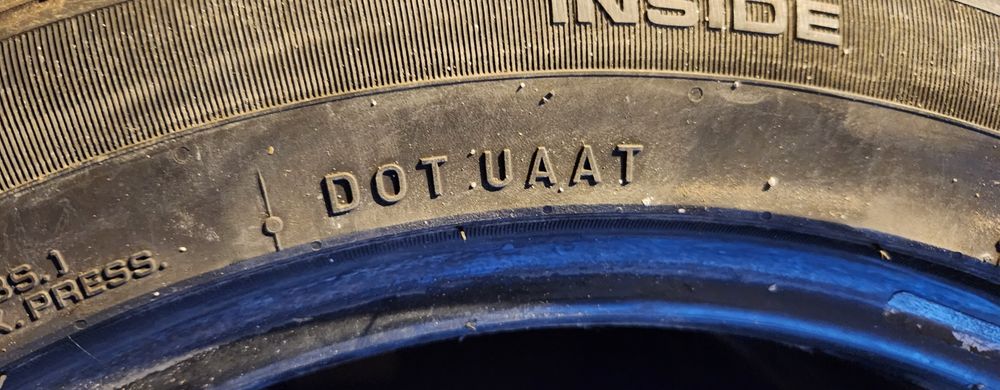 INSIDE
DOT UAAT
BS. 1
X. PRESS.